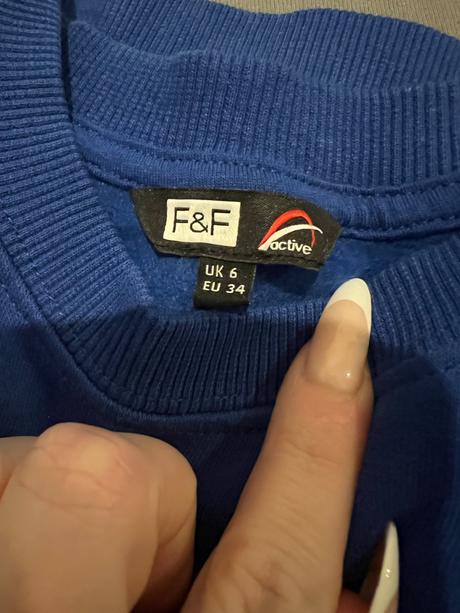 F&F
active
UK 6
EU 34